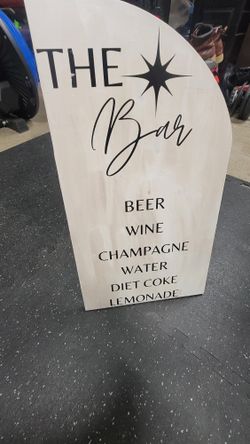 THE
Bar
BEER
WINE
CHAMPAGNE
WATER
DIET COKE
LEMONADE